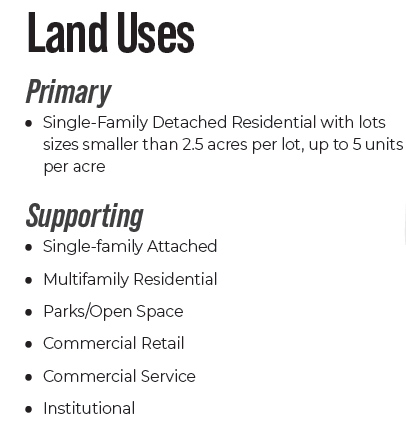 Land Uses
Primary
• Single-Family Detached Residential with lots
sizes smaller than 2.5 acres per lot, up to 5 units
per acre
Supporting
• Single-family Attached
• Multifamily Residential
• Parks/Open Space
• Commercial Retail
• Commercial Service
• Institutional